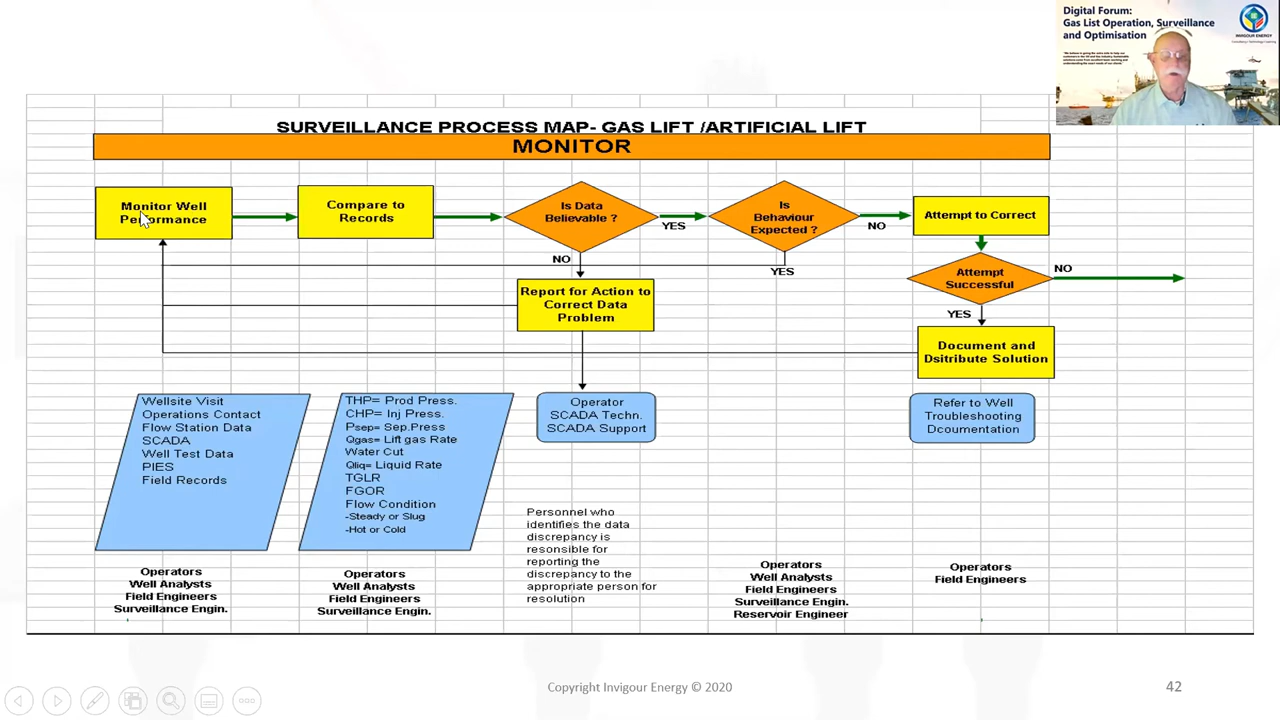 Digital Forum:
Gas List Operation, Surveillance
and Optimisation
INVIGOUR ENERGY
SURVEILLANCE PROCESS MAP- GAS LIFT /ARTIFICIAL LIFT
MONITOR
Monitor Well
Performance
Compare to
Records
Is Data
Believable ?
YES
NO
Is
Behaviour
Expected ?
NO
YES
Attempt to Correct
Attempt
Successful
NO
YES
Report for Action to
Correct Data
Problem
Document and
Dsitribute Solution
Wellsite Visit
Operations Contact
Flow Station Data
SCADA
Well Test Data
PIES
Field Records
THP= Prod Press.
CHP= Inj Press.
Psep= Sep.Press
Qgas= Lift gas Rate
Water Cut
Qliq= Liquid Rate
TGLR
FGOR
Flow Condition
-Steady or Slug
-Hot or Cold
Operator
SCADA Techn.
SCADA Support
Refer to Well
Troubleshooting
Dcoumentation
Personnel who
identifies the data
discrepancy is
resonsible for
reporting the
discrepancy to the
appropriate person for
resolution
Operators
Well Analysts
Field Engineers
Surveillance Engin.
Operators
Well Analysts
Field Engineers
Surveillance Engin.
Operators
Well Analysts
Field Engineers
Surveillance Engin.
Reservoir Engineer
Operators
Field Engineers
Copyright Invigour Energy © 2020
42